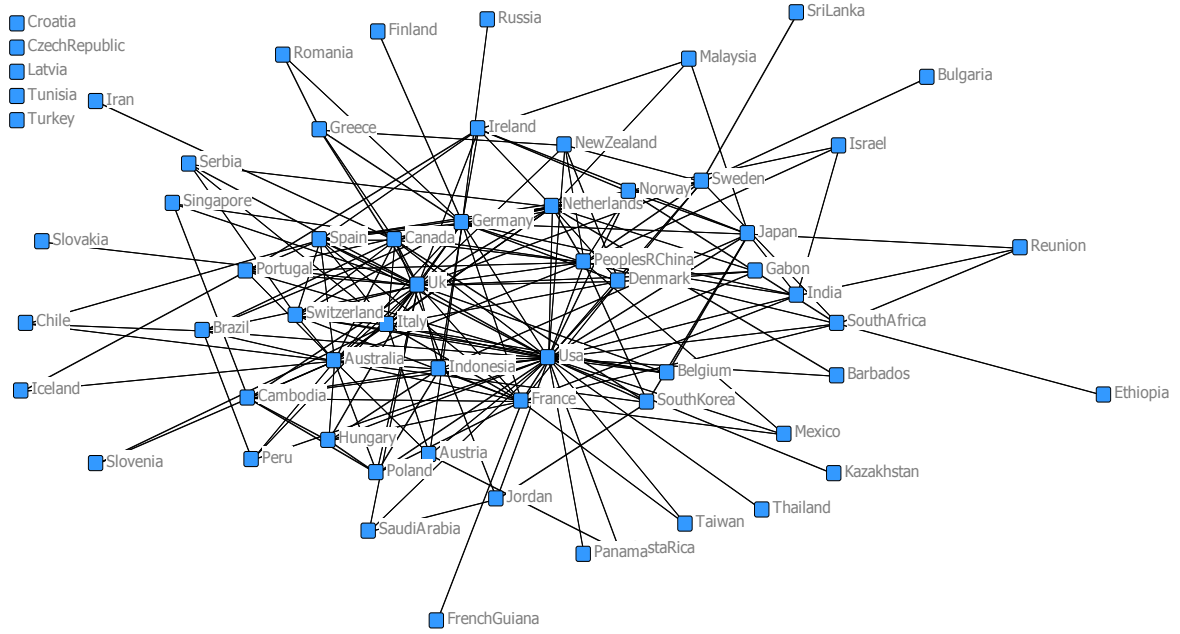 Croatia
CzechRepublic
Latvia
Tunisia
Turkey
SriLanka
Russia
Finland
Romania
Malaysia
Bulgaria
Iran
Greece
Ireland
NewZealand
Israel
Serbia
Sweden
Norway
Singapore
Netherlands
Germany
Japan
Slovakia
Spain
Canada
Reunion
PeoplesRChina
Portugal
Gabon
Denmark
Uk
India
Switzerland
Chile
Brazil
Italy
SouthAfrica
Australia
Usa
Indonesia
Belgium
Barbados
Iceland
Cambodia
France
SouthKorea
Ethiopia
Hungary
Mexico
Austria
Slovenia
Peru
Poland
Kazakhstan
Jordan
Thailand
SaudiArabia
Taiwan
Panama staRica
FrenchGuiana